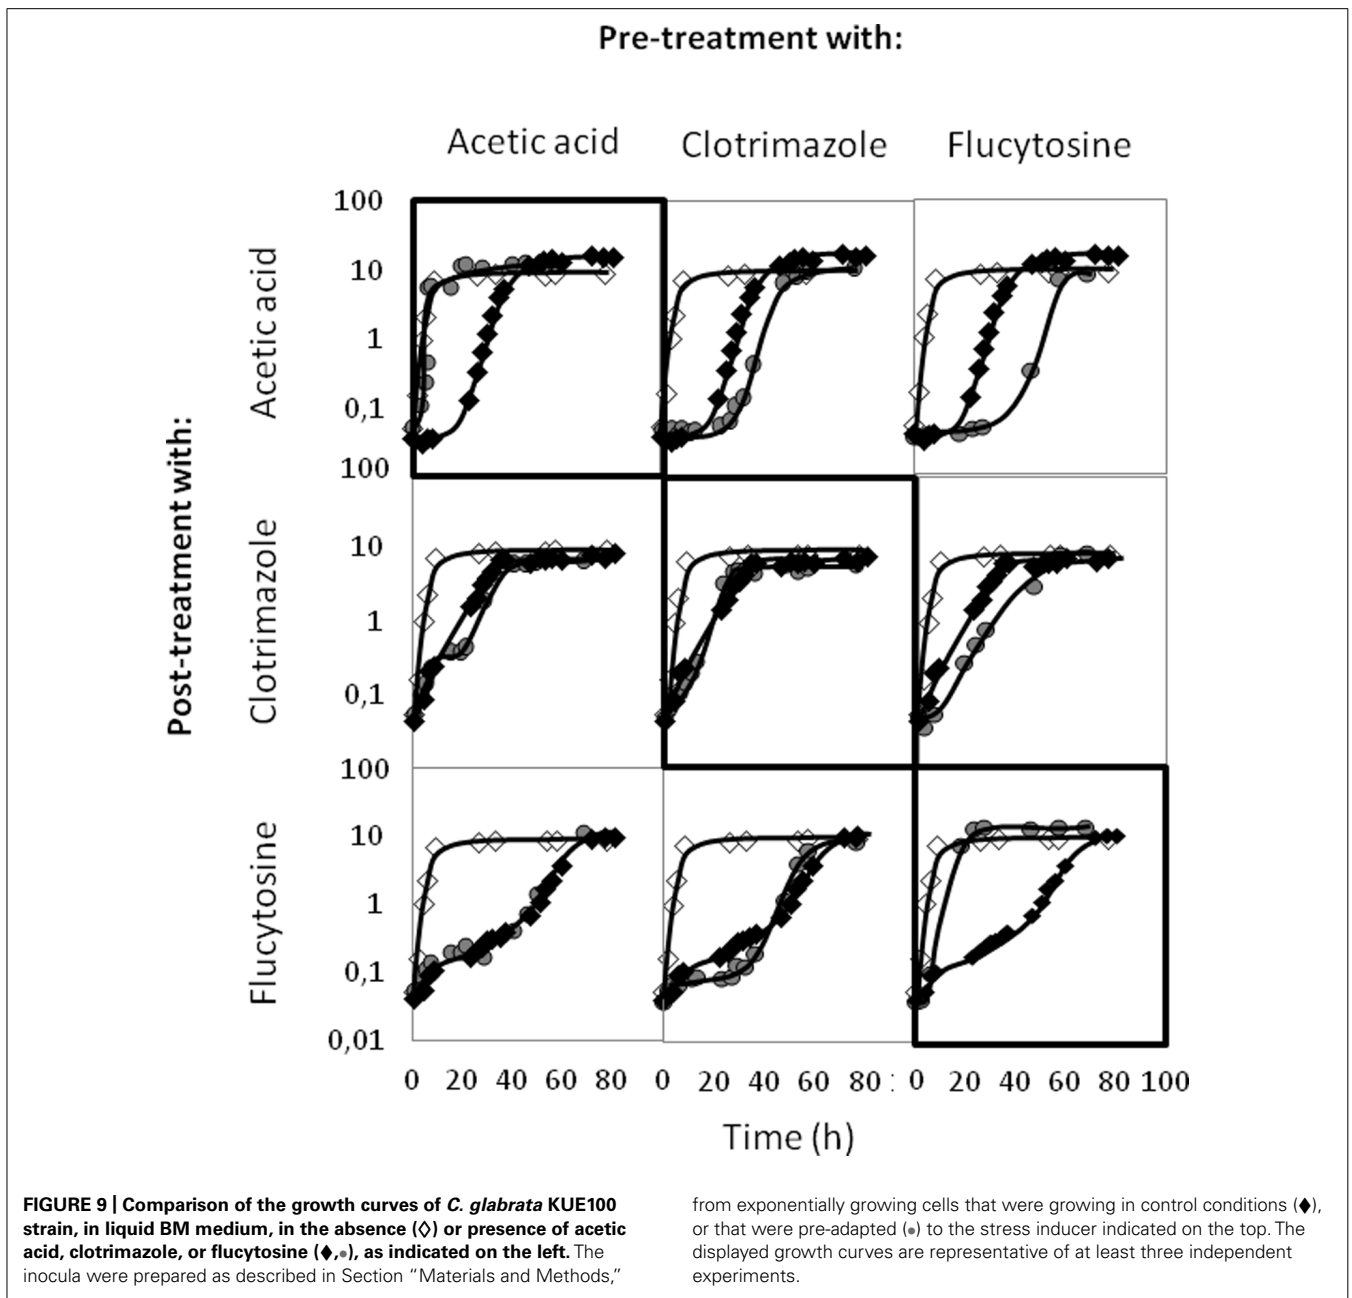 Pre-treatment with:
Acetic acid
Clotrimazole
Flucytosine
Post-treatment with:
Acetic acid
100
10
1
0,1
Clotrimazole
100
10
1
0,1
Flucytosine
100
10
1
0,1
0,01
0 20 40 60 80 0 20 40 60 80 : 0 20 40 60 80 100
Time (h)
FIGURE 9 | Comparison of the growth curves of C. glabrata KUE100
strain, in liquid BM medium, in the absence (◊) or presence of acetic
acid, clotrimazole, or flucytosine (♦,●), as indicated on the left. The
inocula were prepared as described in Section “Materials and Methods,”
from exponentially growing cells that were growing in control conditions (♦),
or that were pre-adapted (●) to the stress inducer indicated on the top. The
displayed growth curves are representative of at least three independent
experiments.